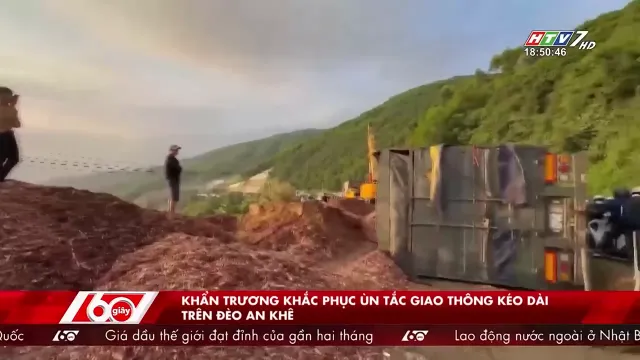 HTV7 HD
18:50:46
60 giây
KHẨN TRƯƠNG KHẮC PHỤC ÙN TẮC GIAO THÔNG KÉO DÀI
TRÊN ĐÈO AN KHÊ
Quốc 60 Giá dầu thế giới đạt đỉnh của gần hai tháng 60 Lao động nước ngoài ở Nhật B